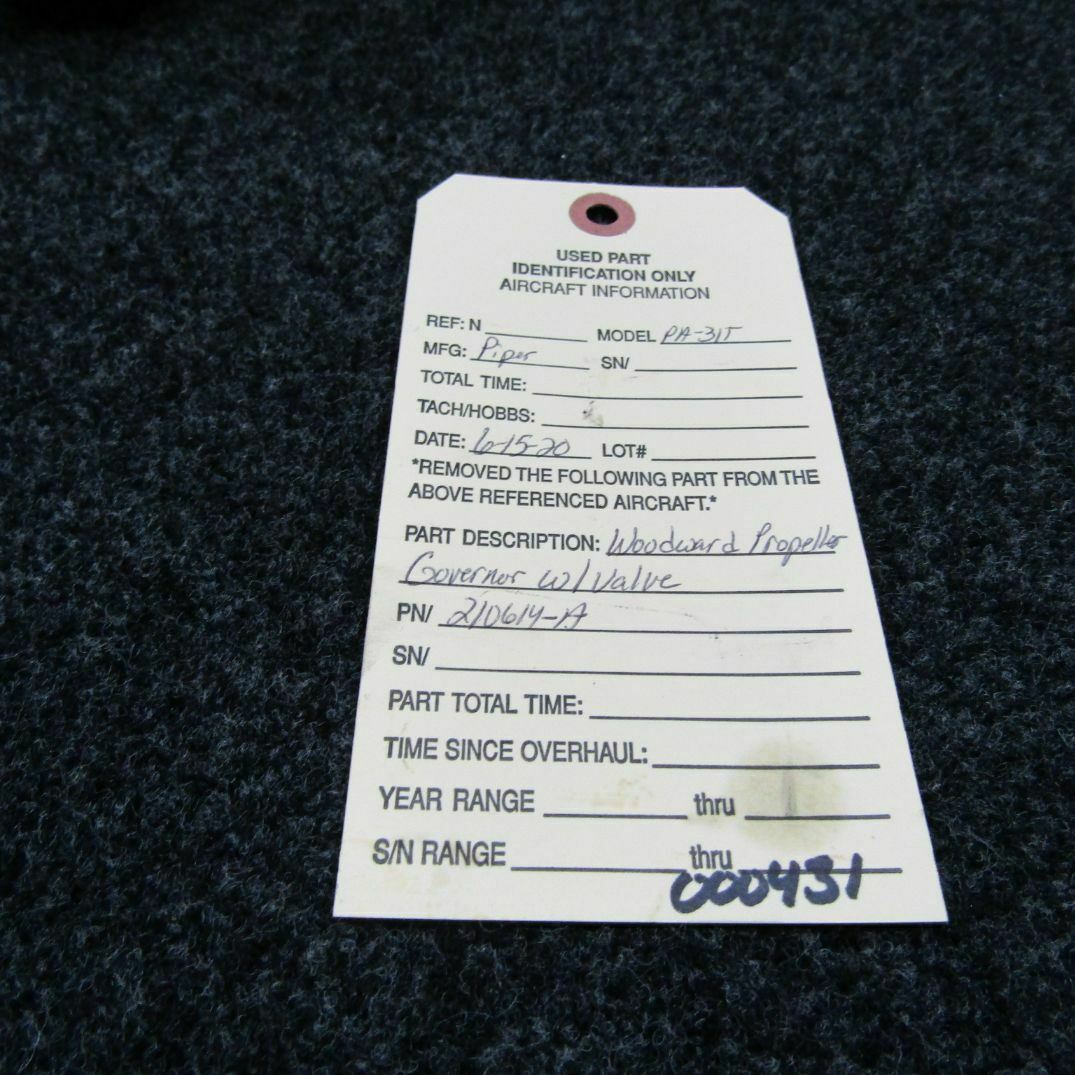 USED PART
IDENTIFICATION ONLY
AIRCRAFT INFORMATION
REF: N MODEL PA-31T
MFG: Piper SN/
TOTAL TIME:
TACH/HOBBS:
DATE: 6-15-20 LOT#
*REMOVED THE FOLLOWING PART FROM THE
ABOVE REFERENCED AIRCRAFT.*
PART DESCRIPTION: Woodward Propeller
Governor w/Valve
PN/ 210614-1A
SN/
PART TOTAL TIME:
TIME SINCE OVERHAUL:
YEAR RANGE thru
S/N RANGE thru
000431